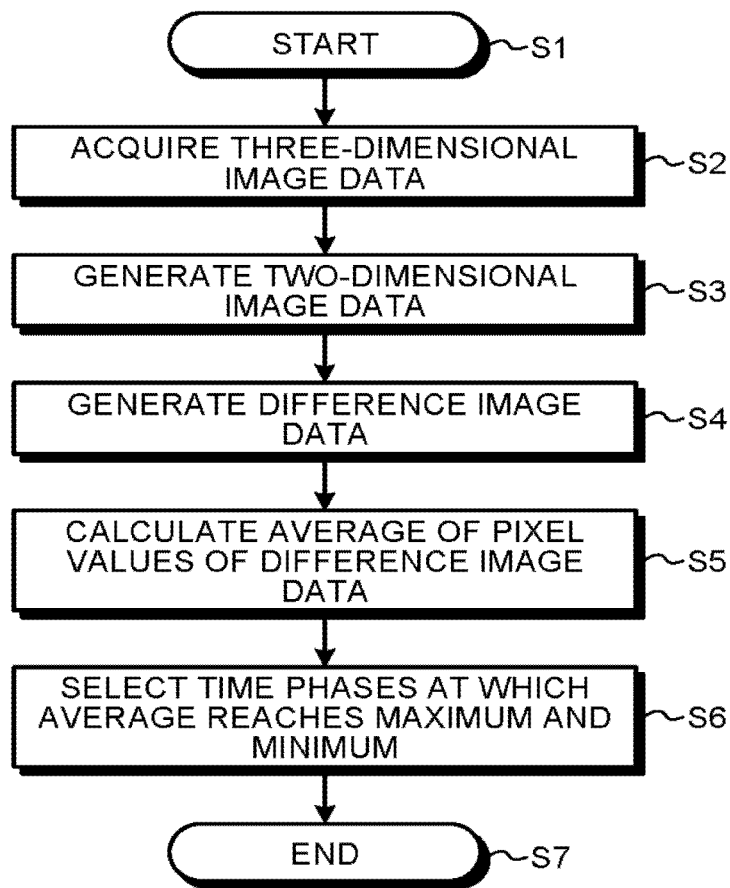 START
S1
ACQUIRE THREE-DIMENSIONAL
IMAGE DATA
S2
GENERATE TWO-DIMENSIONAL
IMAGE DATA
S3
GENERATE DIFFERENCE IMAGE
DATA
S4
CALCULATE AVERAGE OF PIXEL
VALUES OF DIFFERENCE IMAGE
DATA
S5
SELECT TIME PHASES AT WHICH
AVERAGE REACHES MAXIMUM AND
MINIMUM
S6
END
S7